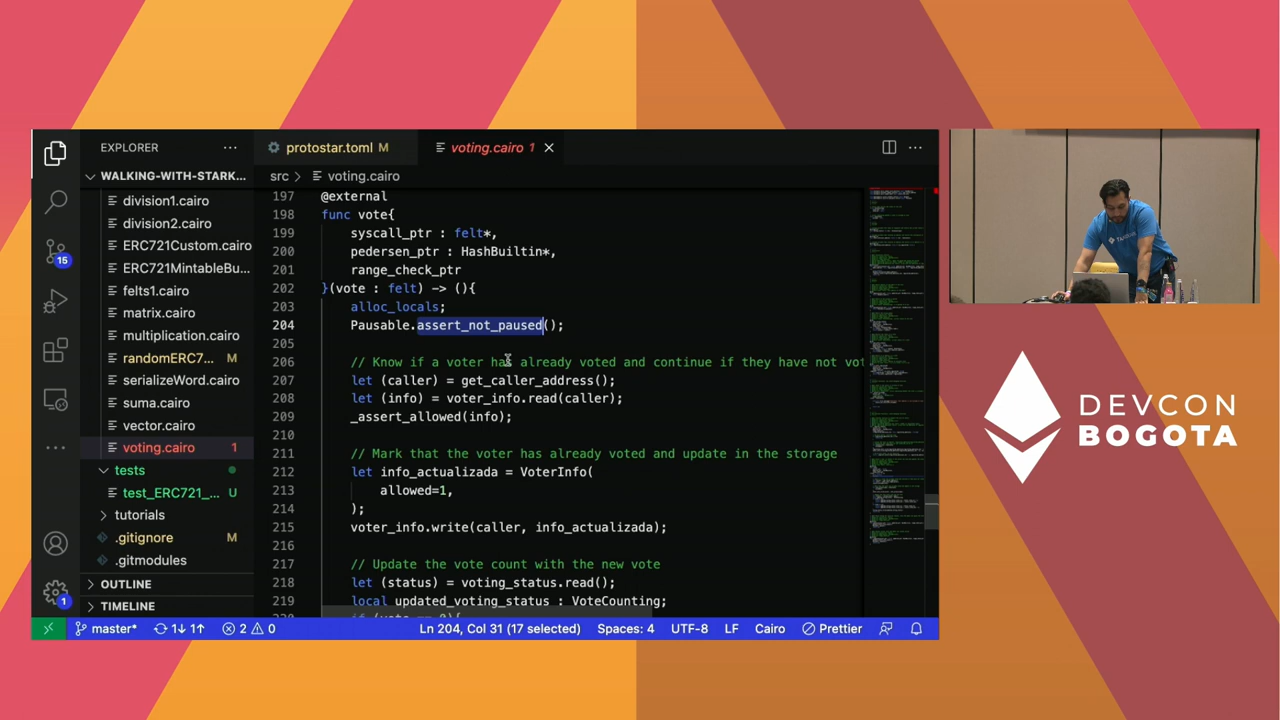 EXPLORER
WALKING-WITH-STARK...
division1.cairo
division2.cairo
ERC721Custom.cairo
ERC721MintableBu...
felts1.cairo
matrix.cairo
multiplication.cairo
randomERC7... M
serialize_word.cairo
suma.cairo
vector.cairo
voting.cairo 1
tests
test_ERC721_... U
tutorials
.gitignore M
.gitmodules
OUTLINE
TIMELINE
15
1
protostar.toml M
voting.cairo 1
src > voting.cairo
197 @external
198 func vote{
199 syscall_ptr : felt*,
200 pedersen_ptr : HashBuiltin*,
201 range_check_ptr
202 }(vote : felt) -> (){
203 alloc_locals;
204 Pausable.assert_not_paused();
205
206 // Know if a voter has already voted and continue if they have not vot
207 let (caller) = get_caller_address();
208 let (info) = voter_info.read(caller);
209 _assert_allowed(info);
210
211 // Mark that the voter has already voted and update in the storage
212 let info_actualizada = VoterInfo(
213 allowed=1,
214 );
215 voter_info.write(caller, info_actualizada);
216
217 // Update the vote count with the new vote
218 let (status) = voting_status.read();
219 local updated_voting_status : VoteCounting;
master* 1↓ 1↑ 2 0 Ln 204, Col 31 (17 selected) Spaces: 4 UTF-8 LF Cairo Prettier
DEVCON
BOGOTA